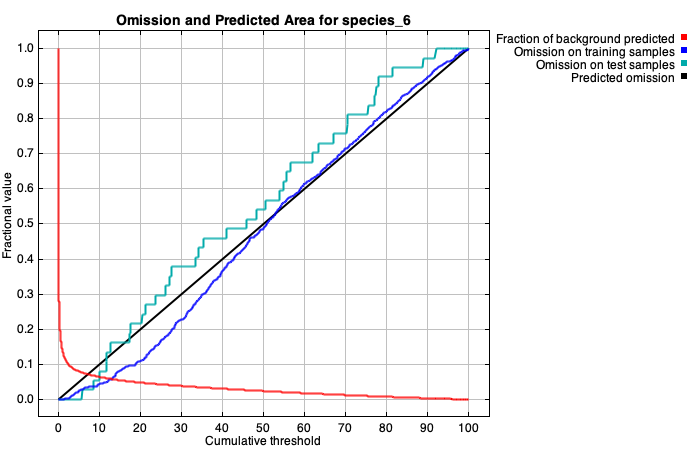 Omission and Predicted Area for species_6
Fraction of background predicted
Omission on training samples
Omission on test samples
Predicted omission
Fractional value
1.0
0.9
0.8
0.7
0.6
0.5
0.4
0.3
0.2
0.1
0.0
0 10 20 30 40 50 60 70 80 90 100
Cumulative threshold